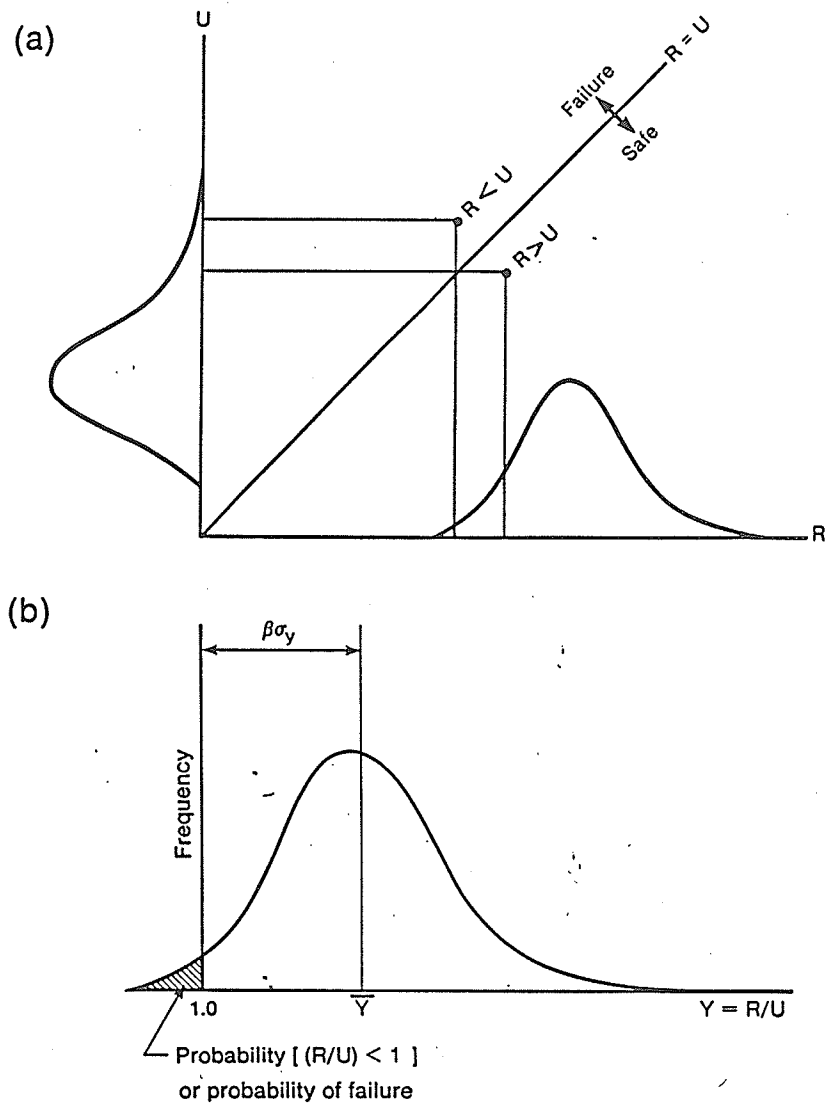 (a)
U
R = U
Failure
Safe
R < U
R > U
R
(b)
βσy
Frequency
1.0
Y̅
Y = R/U
Probability [ (R/U) < 1 ]
or probability of failure